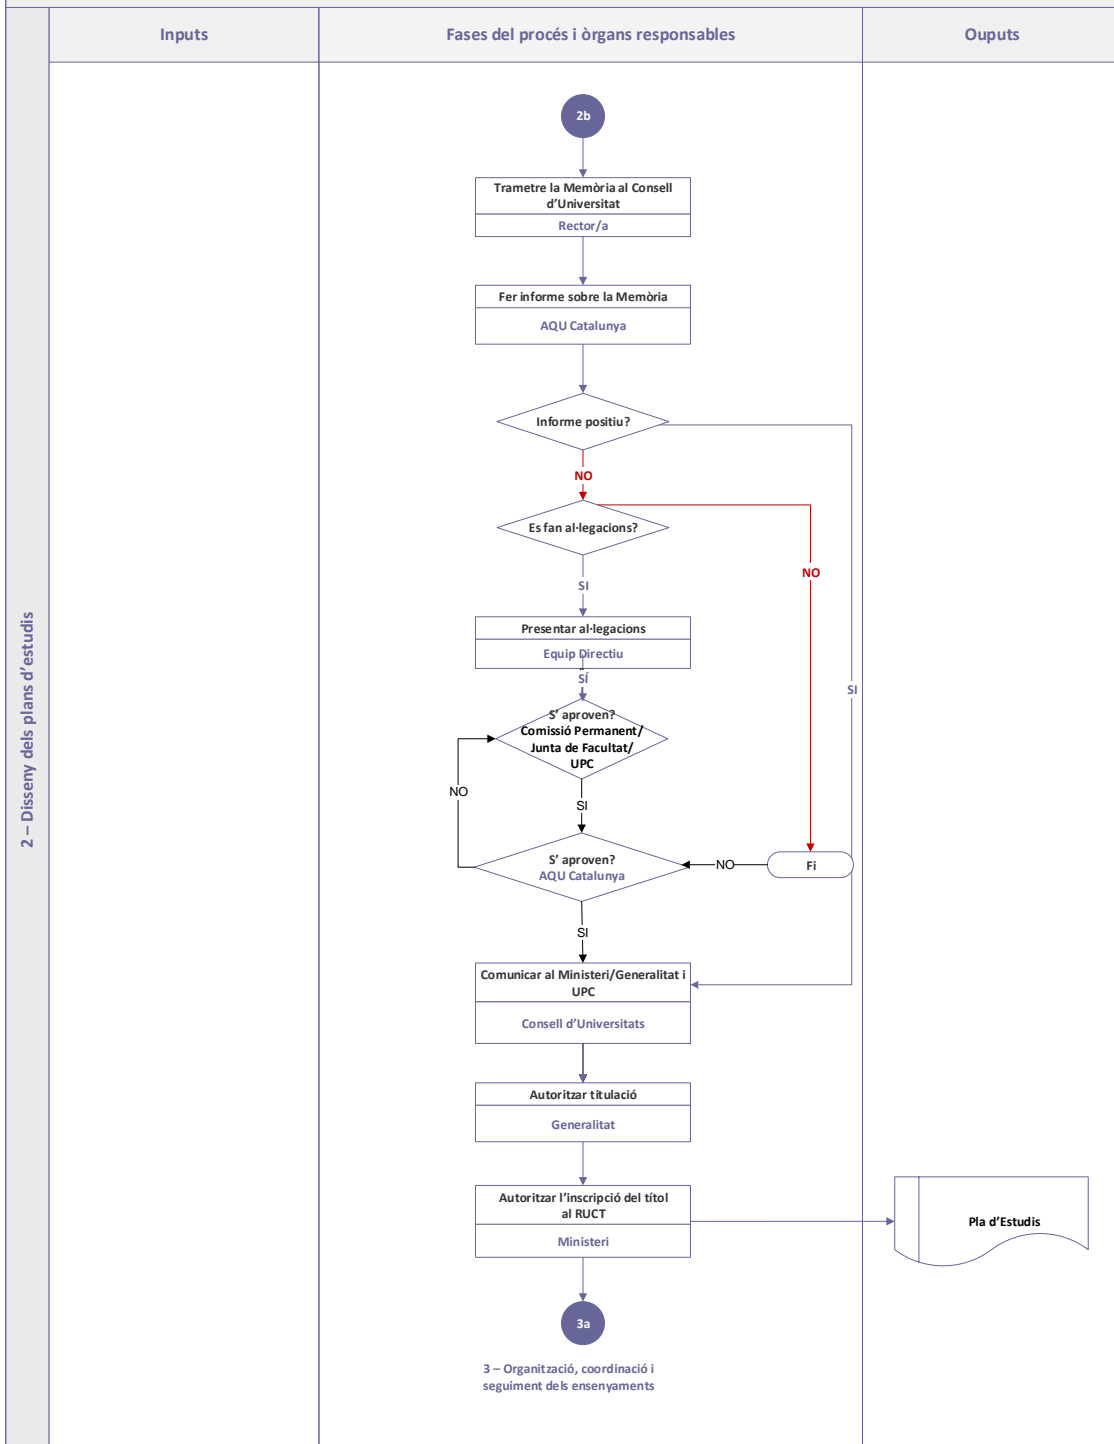 Inputs
Fases del procés i òrgans responsables
Ouputs
2 – Disseny dels plans d'estudis
2b
Trametre la Memòria al Consell
d'Universitat
Rector/a
Fer informe sobre la Memòria
AQU Catalunya
Informe positiu?
NO
Es fan al·legacions?
NO
SI
Presentar al·legacions
Equip Directiu
SÍ
SI
S' aproven?
Comissió Permanent/
Junta de Facultat/
UPC
NO
SI
S' aproven?
AQU Catalunya
NO
Fi
SI
Comunicar al Ministeri/Generalitat i
UPC
Consell d'Universitats
Autoritzar titulació
Generalitat
Autoritzar l'inscripció del títol
al RUCT
Ministeri
Pla d'Estudis
3a
3 – Organització, coordinació i
seguiment dels ensenyaments